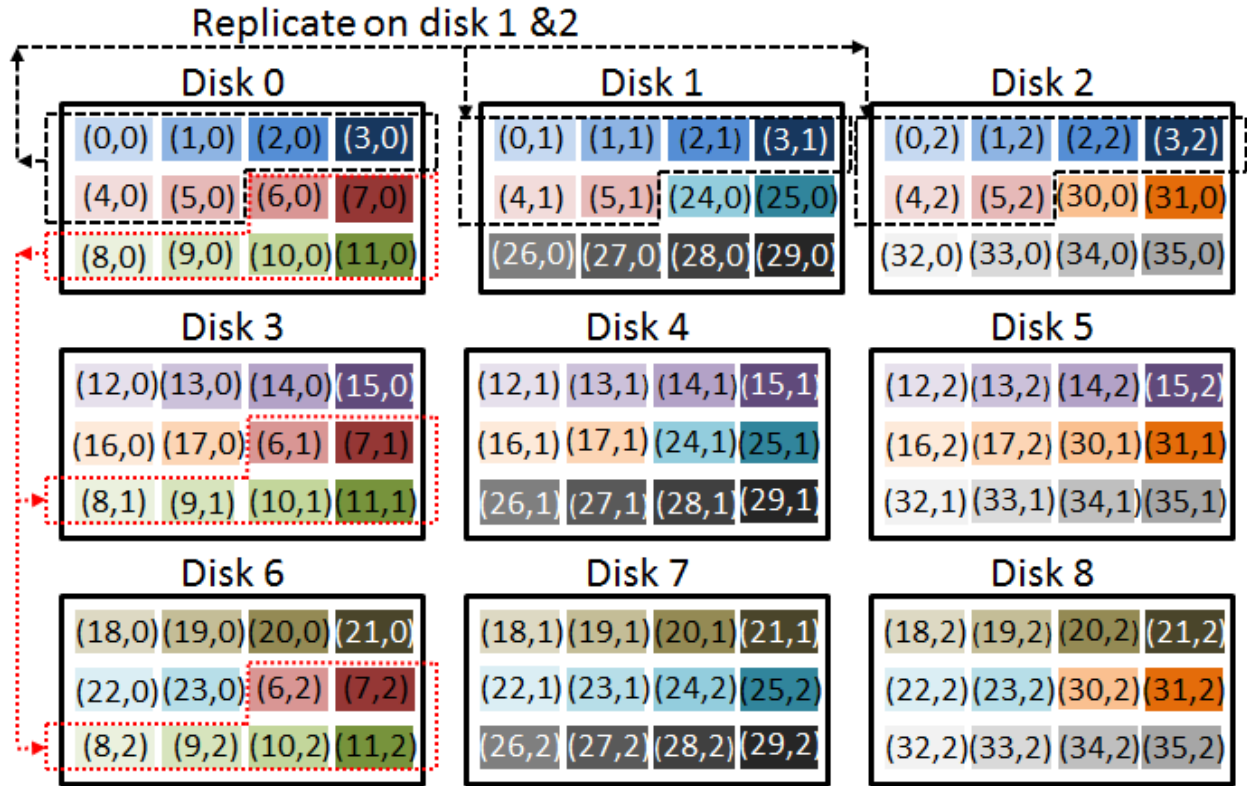 Replicate on disk 1 &2
Disk 0 Disk 1 Disk 2
(0,0) (1,0) (2,0) (3,0) (0,1) (1,1) (2,1) (3,1) (0,2) (1,2) (2,2) (3,2)
(4,0) (5,0) (6,0) (7,0) (4,1) (5,1) (24,0) (25,0) (4,2) (5,2) (30,0) (31,0)
(8,0) (9,0) (10,0) (11,0) (26,0) (27,0) (28,0) (29,0) (32,0) (33,0) (34,0) (35,0)
Disk 3 Disk 4 Disk 5
(12,0) (13,0) (14,0) (15,0) (12,1) (13,1) (14,1) (15,1) (12,2) (13,2) (14,2) (15,2)
(16,0) (17,0) (6,1) (7,1) (16,1) (17,1) (24,1) (25,1) (16,2) (17,2) (30,1) (31,1)
(8,1) (9,1) (10,1) (11,1) (26,1) (27,1) (28,1) (29,1) (32,1) (33,1) (34,1) (35,1)
Disk 6 Disk 7 Disk 8
(18,0) (19,0) (20,0) (21,0) (18,1) (19,1) (20,1) (21,1) (18,2) (19,2) (20,2) (21,2)
(22,0) (23,0) (6,2) (7,2) (22,1) (23,1) (24,2) (25,2) (22,2) (23,2) (30,2) (31,2)
(8,2) (9,2) (10,2) (11,2) (26,2) (27,2) (28,2) (29,2) (32,2) (33,2) (34,2) (35,2)